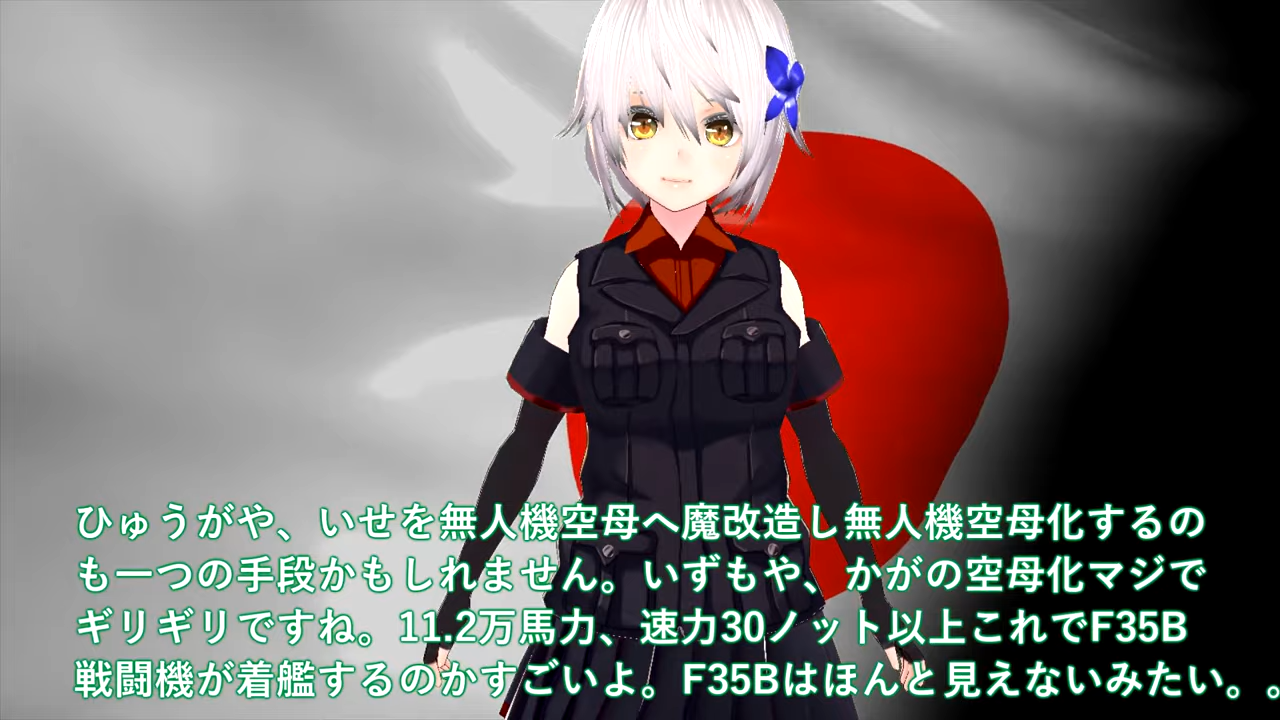 ひゅうがや、いせを無人機空母へ魔改造し無人機空母化するの
も一つの手段かもしれません。いずもや、かがの空母化マジで
ギリギリですね。11.2万馬力、速力30ノット以上これでF35B
戦闘機が着艦するのかすごいよ。F35Bはほんと見えないみたい。。